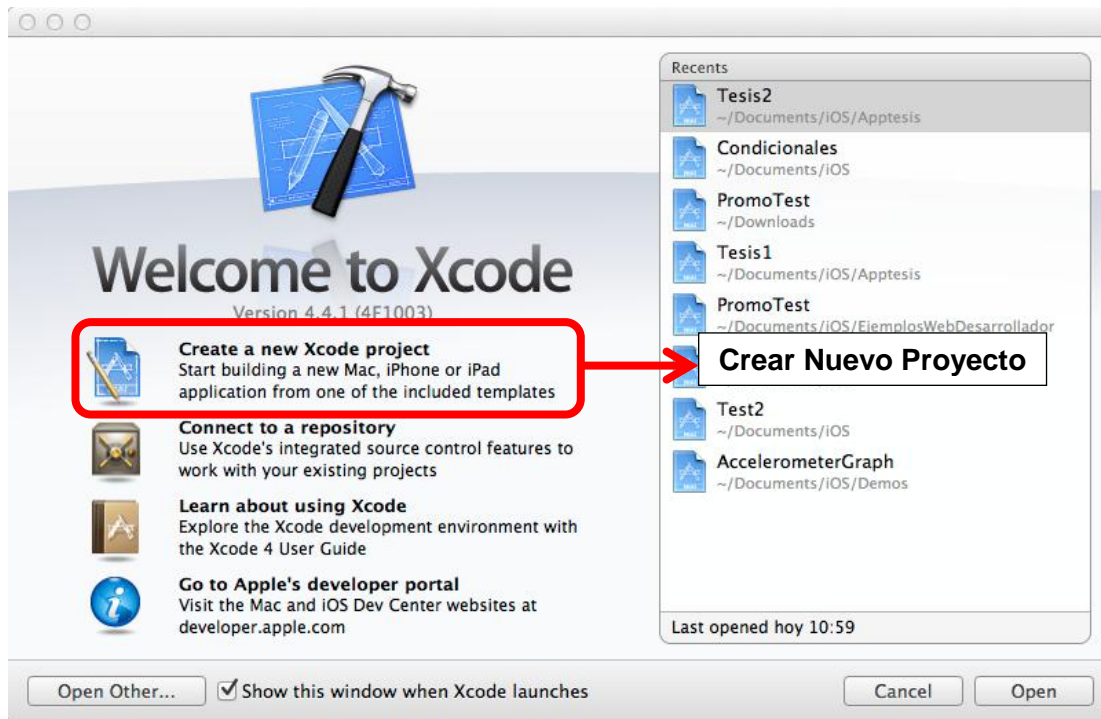 Welcome to Xcode
Version 4.4.1 (4F1003)
Create a new Xcode project
Start building a new Mac, iPhone or iPad
application from one of the included templates
Connect to a repository
Use Xcode's integrated source control features to
work with your existing projects
Learn about using Xcode
Explore the Xcode development environment with
the Xcode 4 User Guide
Go to Apple's developer portal
Visit the Mac and iOS Dev Center websites at
developer.apple.com
Recents
Tesis2
~/Documents/iOS/Apptesis
Condicionales
~/Documents/iOS
PromoTest
~/Downloads
Tesis1
~/Documents/iOS/Apptesis
PromoTest
~/Documents/iOS/EjemplosWebDesarrollador
Crear Nuevo Proyecto
Test2
~/Documents/iOS
AccelerometerGraph
~/Documents/iOS/Demos
Last opened hoy 10:59
Open Other...
Show this window when Xcode launches
Cancel
Open